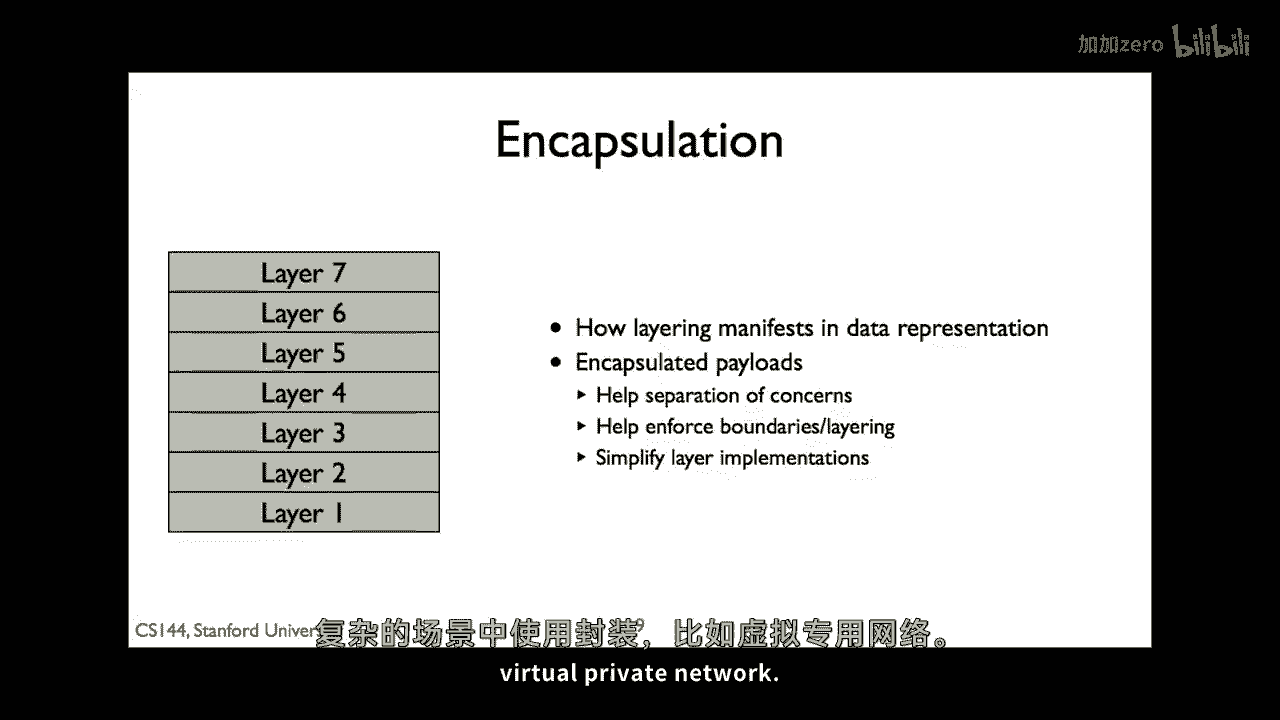 加加zero bilibili
Encapsulation
Layer 7
Layer 6
Layer 5
Layer 4
Layer 3
Layer 2
Layer 1
• How layering manifests in data representation
• Encapsulated payloads
▸ Help separation of concerns
▸ Help enforce boundaries/layering
▸ Simplify layer implementations
CS144, Stanford Univer
复杂的场景中使用封装，比如虚拟专用网络。
virtual private network.